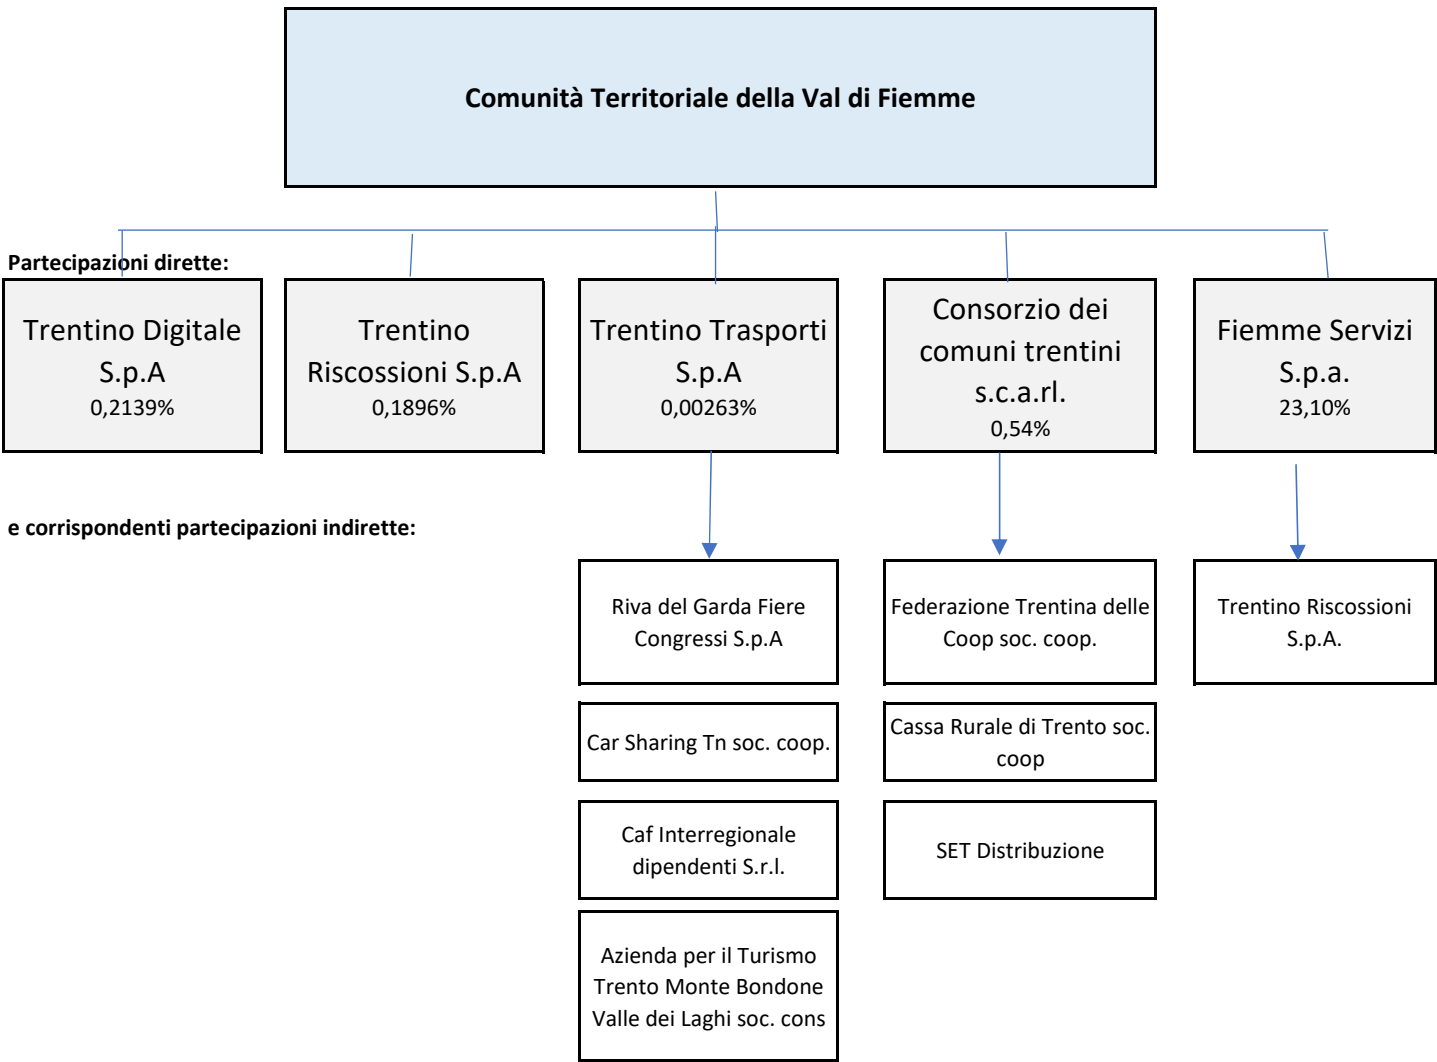 Comunità Territoriale della Val di Fiemme
Partecipazioni dirette:
Trentino Digitale
S.p.A
0,2139%
Trentino
Riscossioni S.p.A
0,1896%
Trentino Trasporti
S.p.A
0,00263%
Consorzio dei
comuni trentini
s.c.a.rl.
0,54%
Fiemme Servizi
S.p.a.
23,10%
e corrispondenti partecipazioni indirette:
Riva del Garda Fiere
Congressi S.p.A
Federazione Trentina delle
Coop soc. coop.
Trentino Riscossioni
S.p.A.
Car Sharing Tn soc. coop.
Cassa Rurale di Trento soc.
coop
Caf Interregionale
dipendenti S.r.l.
SET Distribuzione
Azienda per il Turismo
Trento Monte Bondone
Valle dei Laghi soc. cons